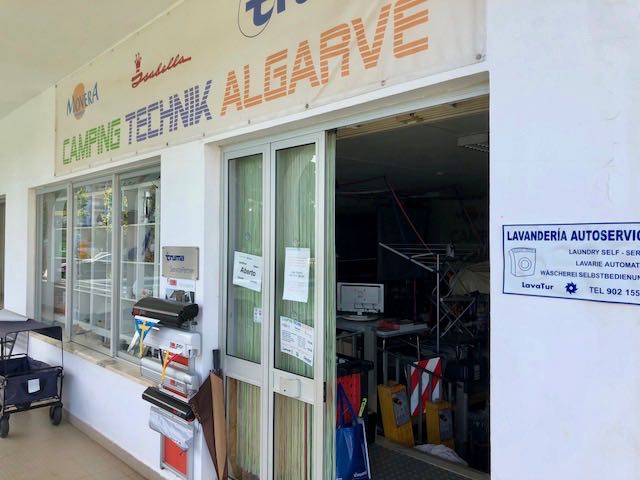 truma
Isabella
MOVERA
CAMPING TECHNIK ALGARVE
truma
ServicePartner
Aberto
LAVANDERÍA AUTOSERVIC
LAUNDRY SELF - SER
LAVARIE AUTOMAT
WÄSCHEREI SELBSTBEDIENUN
LavaTur
TEL 902 155